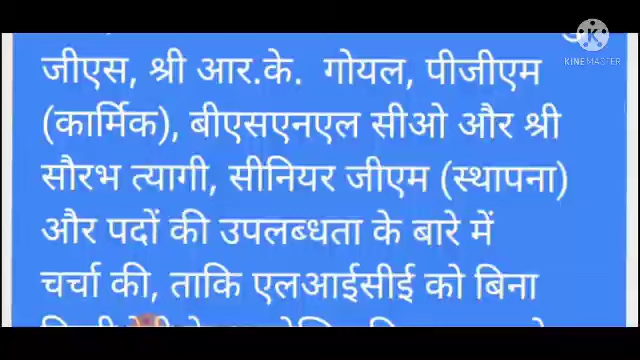 जीएस, श्री आर.के. गोयल, पीजीएम
(कार्मिक), बीएसएनएल सीओ और श्री
सौरभ त्यागी, सीनियर जीएम (स्थापना)
और पदों की उपलब्धता के बारे में
चर्चा की, ताकि एलआईसीई को बिना
K
KINEMASTER